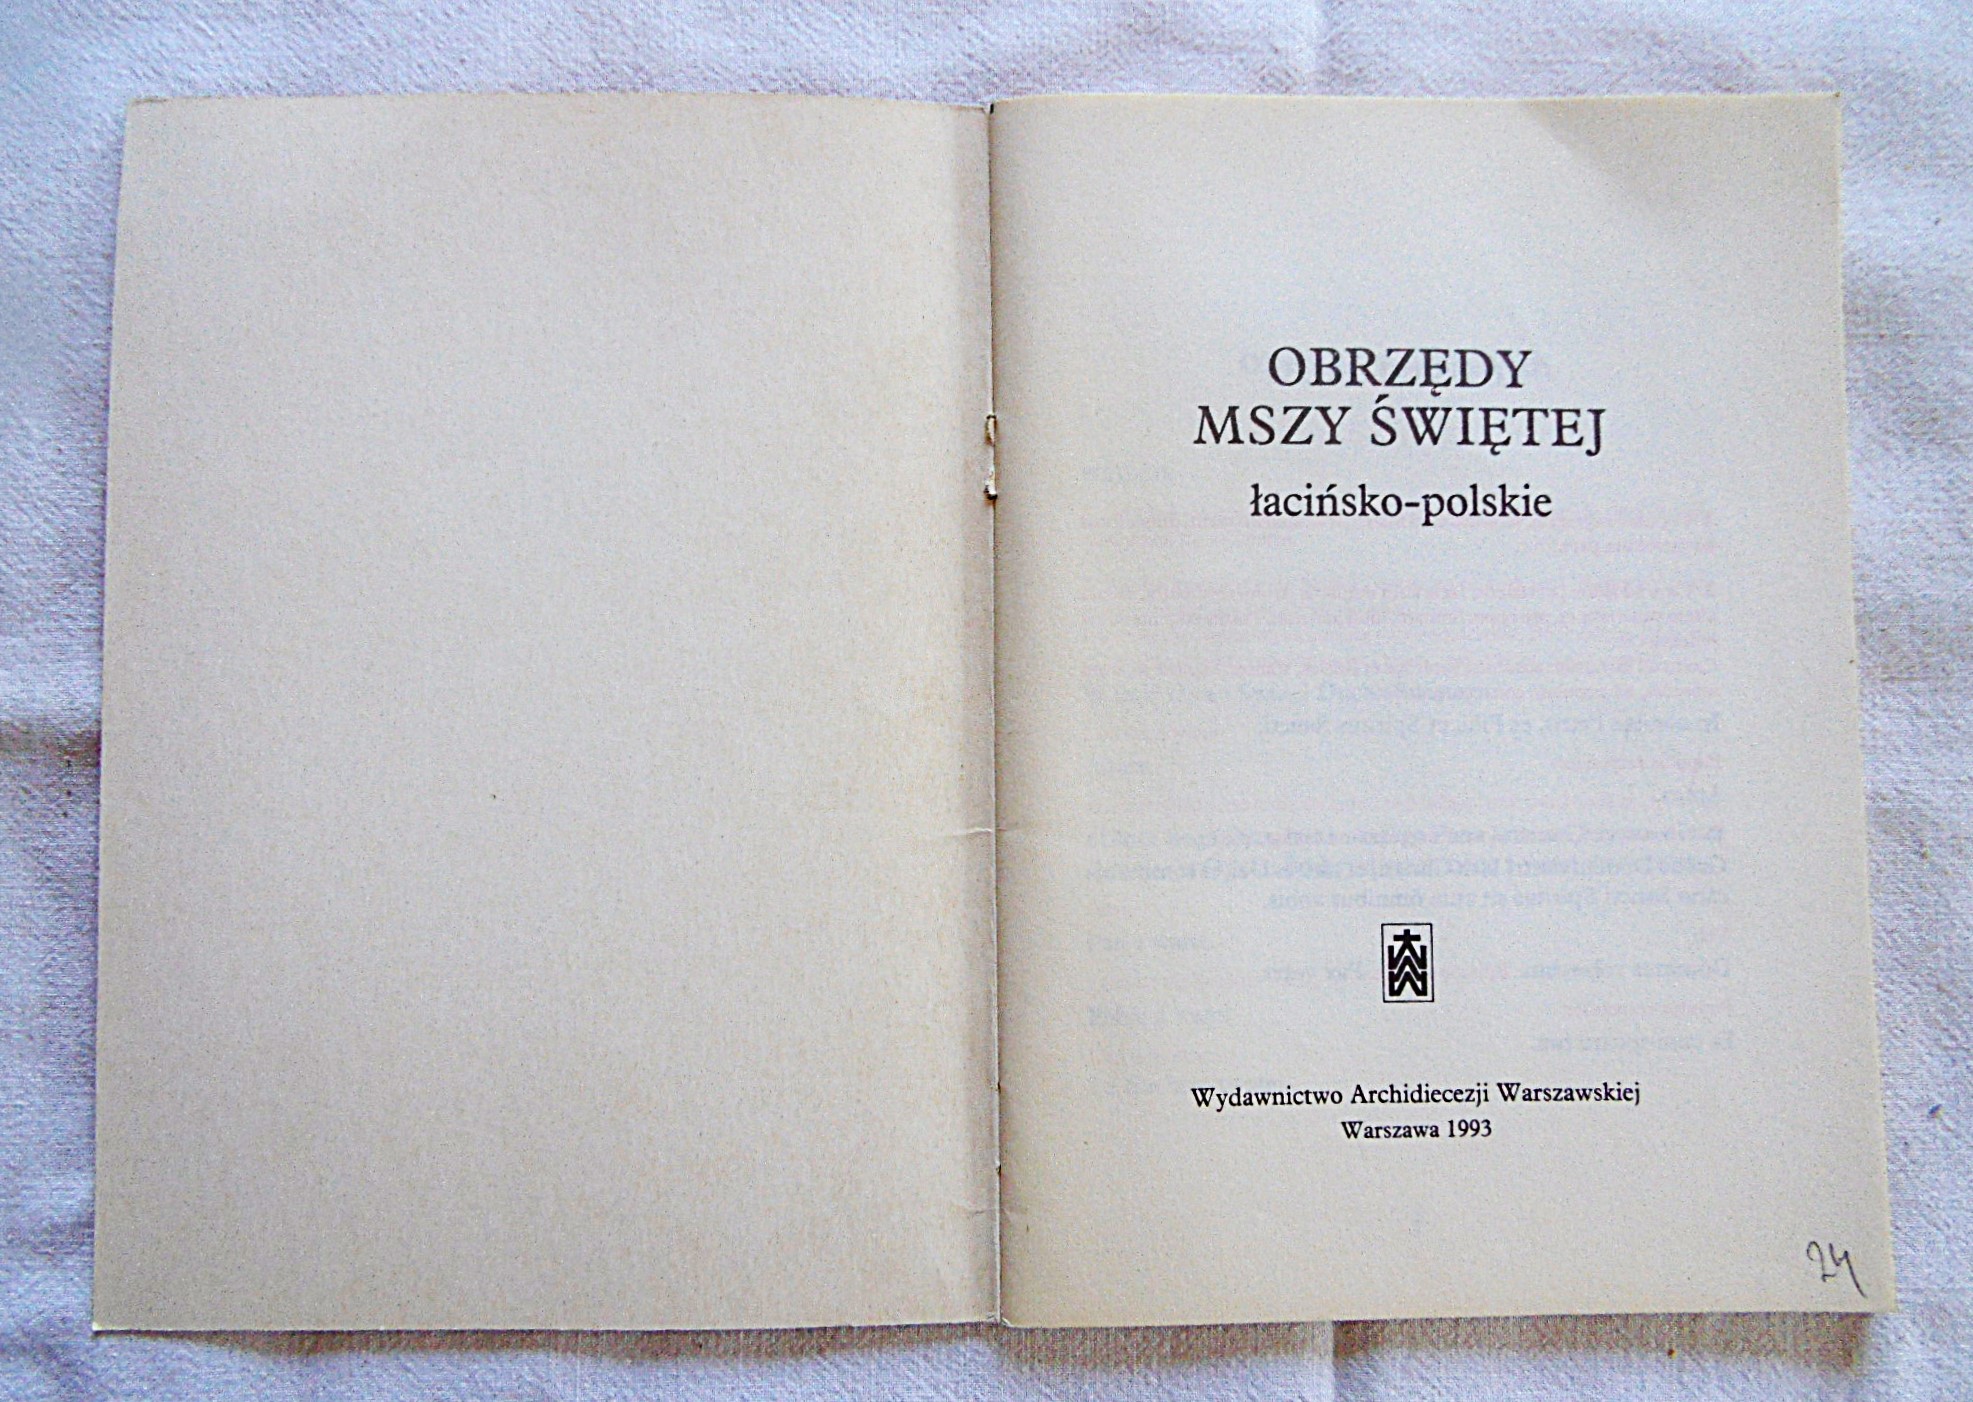 OBRZĘDY
MSZY ŚWIĘTEJ
łacińsko-polskie
Wydawnictwo Archidiecezji Warszawskiej
Warszawa 1993
24